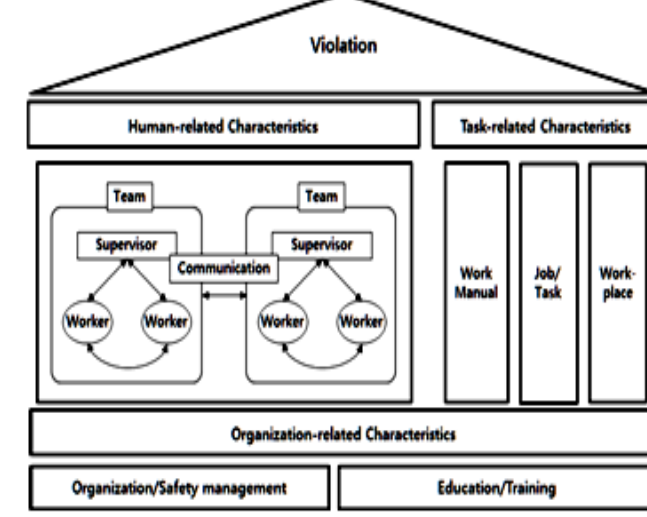 Violation
Human-related Characteristics
Task-related Characteristics
Team
Team
Supervisor
Supervisor
Communication
Worker
Worker
Worker
Worker
Work
Manual
Job/
Task
Work-
place
Organization-related Characteristics
Organization/Safety management
Education/Training